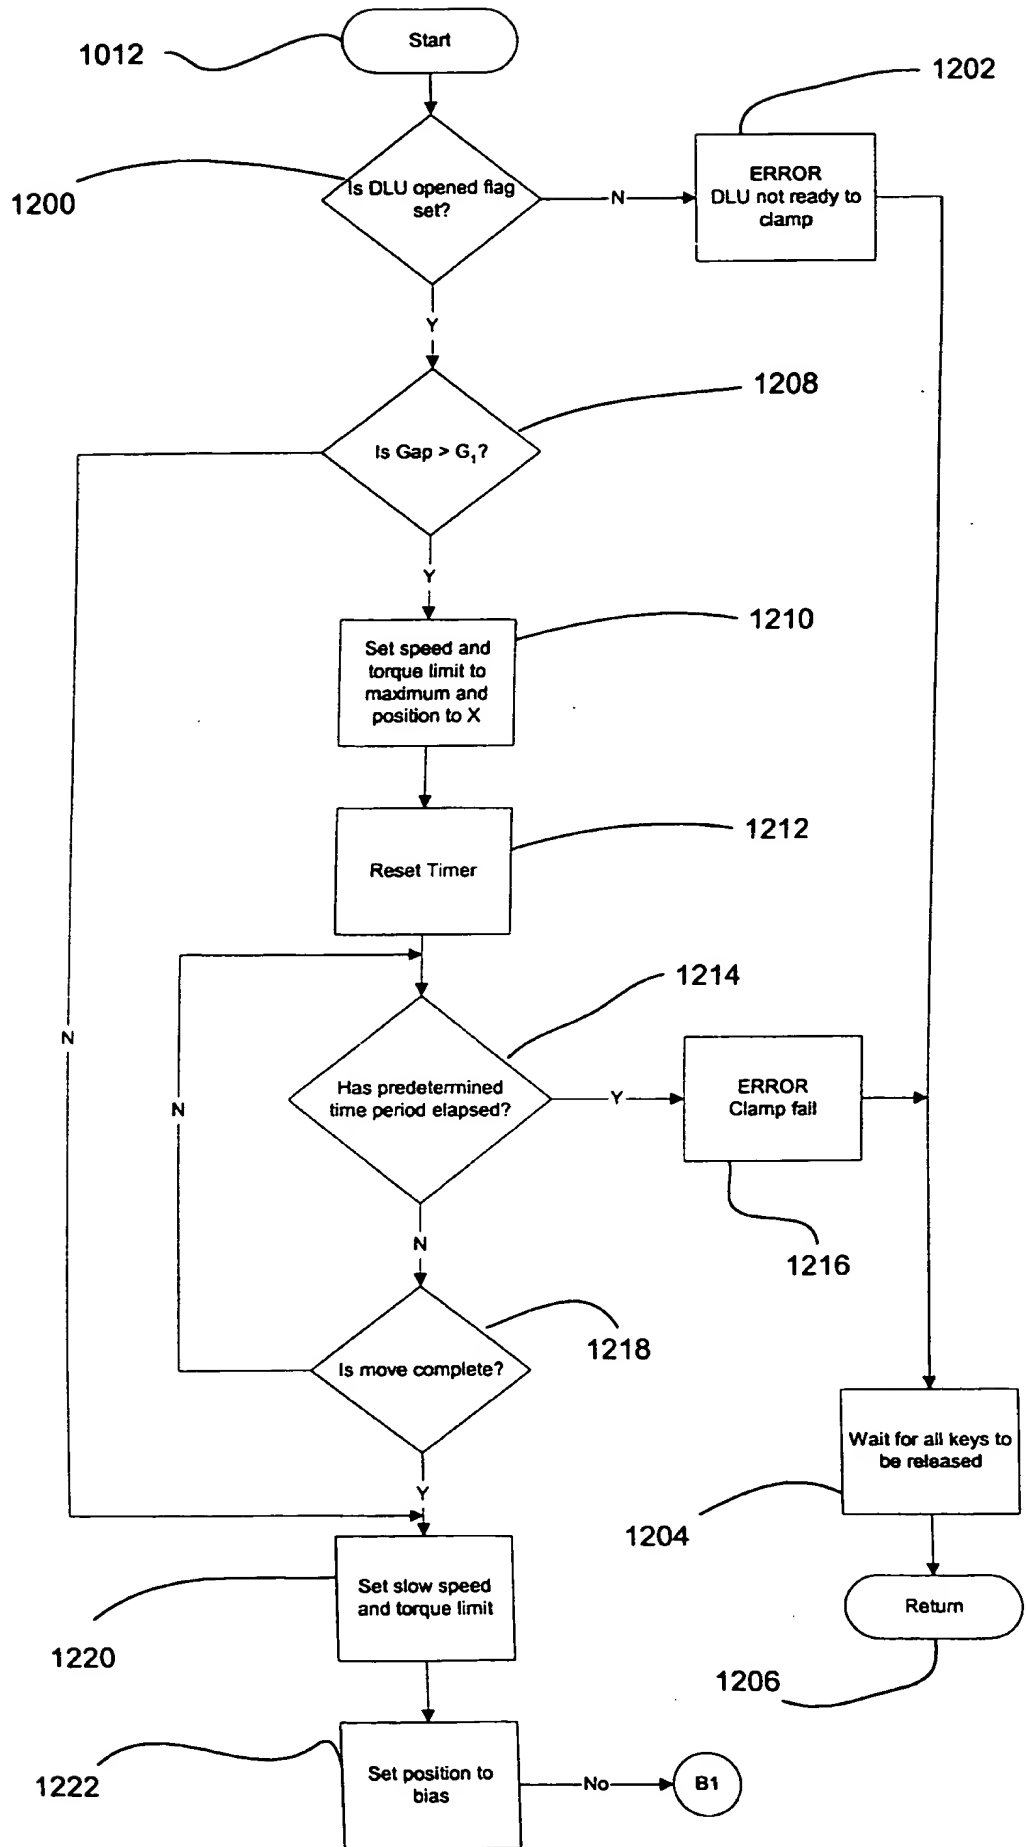 Start
1012
1202
Is DLU opened flag
set?
1200
N
ERROR
DLU not ready to
clamp
Y
1208
Is Gap > G₁?
Y
1210
Set speed and
torque limit to
maximum and
position to X
1212
Reset Timer
1214
N
N
Has predetermined
time period elapsed?
Y
ERROR
Clamp fail
N
1216
1218
Is move complete?
Y
Wait for all keys to
be released
1204
Set slow speed
and torque limit
1220
Return
1206
Set position to
bias
1222
No
B1